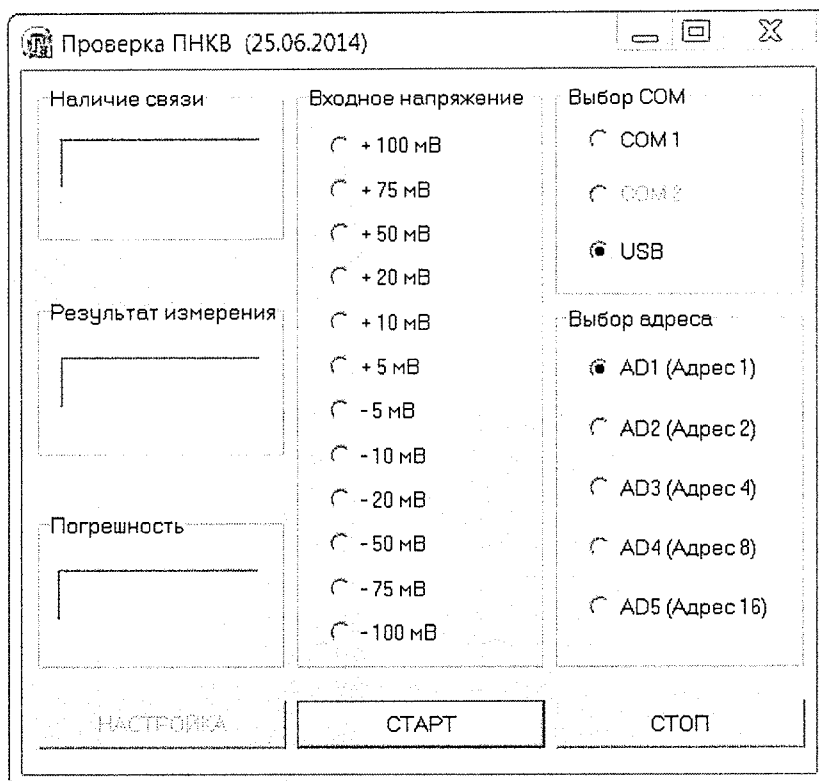 Проверка ПНКВ (25.06.2014)
Наличие связи
Результат измерения
Погрешность
Входное напряжение
+ 100 мВ
+ 75 мВ
+ 50 мВ
+ 20 мВ
+ 10 мВ
+ 5 мВ
- 5 мВ
- 10 мВ
- 20 мВ
- 50 мВ
- 75 мВ
- 100 мВ
Выбор COM
COM 1
COM 2
USB
Выбор адреса
AD1 (Адрес 1)
AD2 (Адрес 2)
AD3 (Адрес 4)
AD4 (Адрес 8)
AD5 (Адрес 16)
НАСТРОЙКА
СТАРТ
СТОП